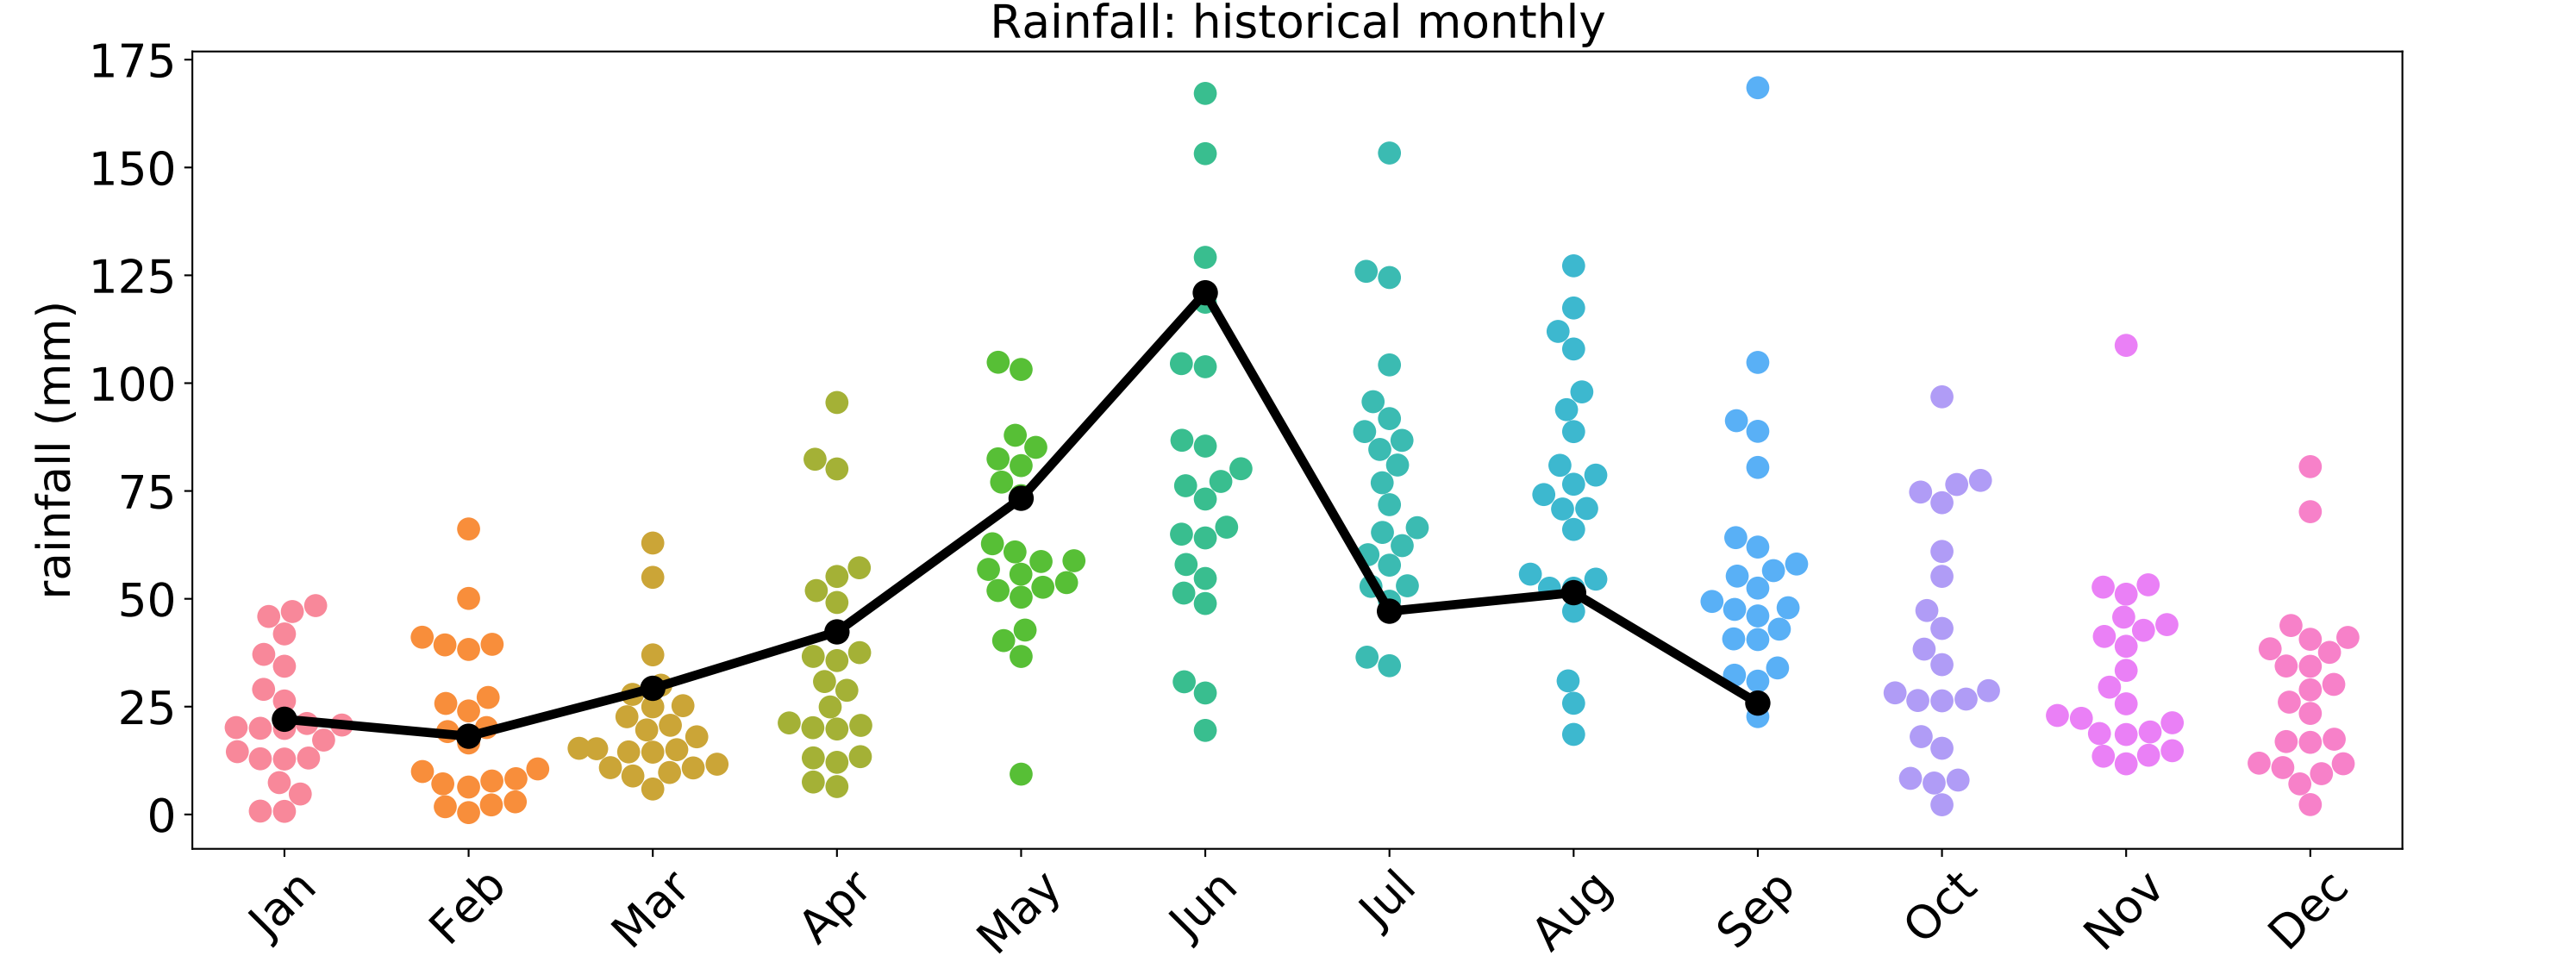 Rainfall: historical monthly
rainfall (mm)
175
150
125
100
75
50
25
0
Jan
Feb
Mar
Apr
May
Jun
Jul
Aug
Sep
Oct
Nov
Dec